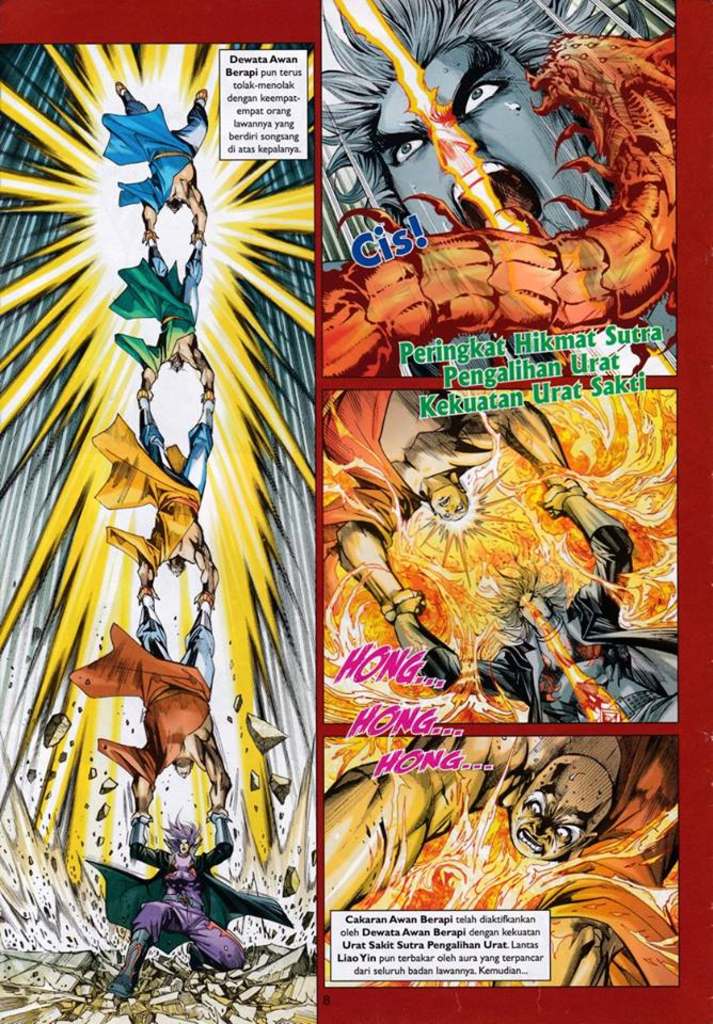 Dewata Awan
Berapi pun terus
tolak-menolak
dengan keempat-
empat orang
lawannya yang
berdiri songsang
di atas kepalanya.
Cis!
Peringkat Hikmat Sutra
Pengalihan Urat,
Kekuatan Urat Sakti
HONG...
HONG...
HONG...
Cakaran Awan Berapi telah diaktifkan
oleh Dewata Awan Berapi dengan kekuatan
Urat Sakit Sutra Pengalihan Urat. Lantas
Liao Yin pun terbakar oleh aura yang terpancar
dari seluruh badan lawannya. Kemudian...
8